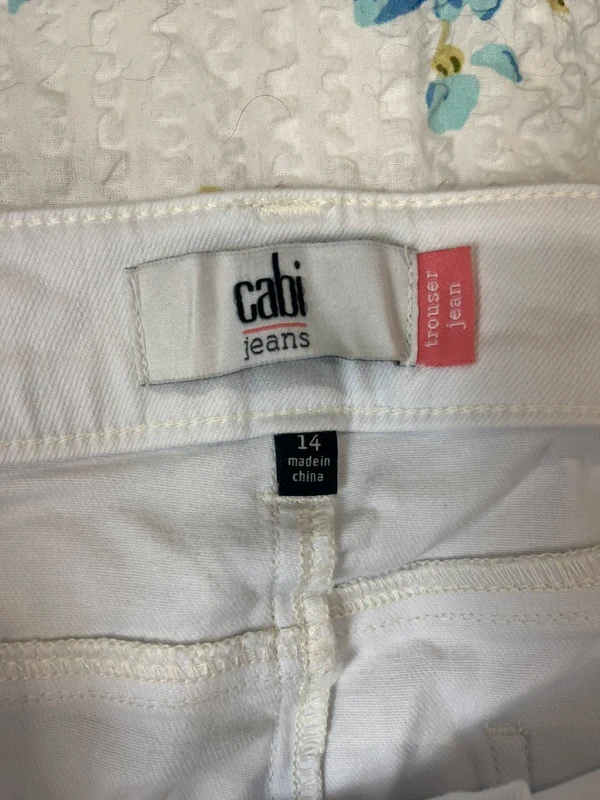 cabi
jeans
trouser
jean
14
made in
china